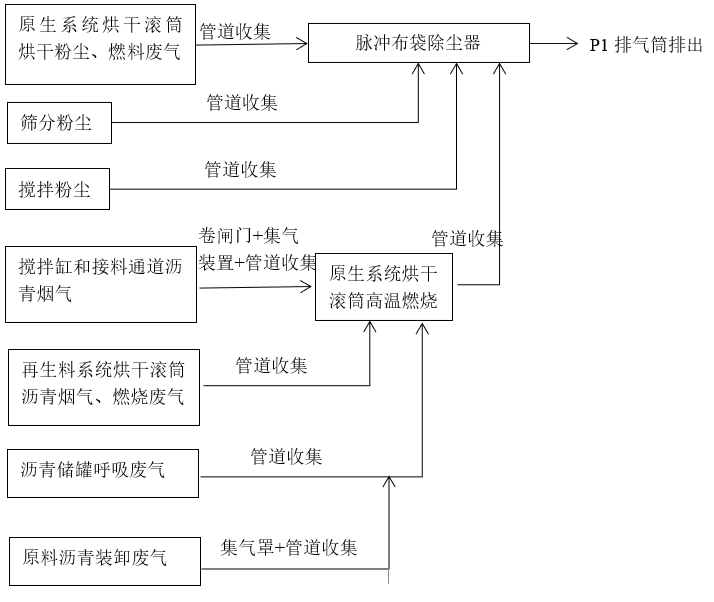 原生系统烘干滚筒
烘干粉尘、燃料废气
管道收集
脉冲布袋除尘器
P1 排气筒排出
筛分粉尘
管道收集
搅拌粉尘
管道收集
搅拌缸和接料通道沥
青烟气
卷闸门+集气
装置+管道收集
原生系统烘干
滚筒高温燃烧
管道收集
再生料系统烘干滚筒
沥青烟气、燃烧废气
管道收集
沥青储罐呼吸废气
管道收集
原料沥青装卸废气
集气罩+管道收集